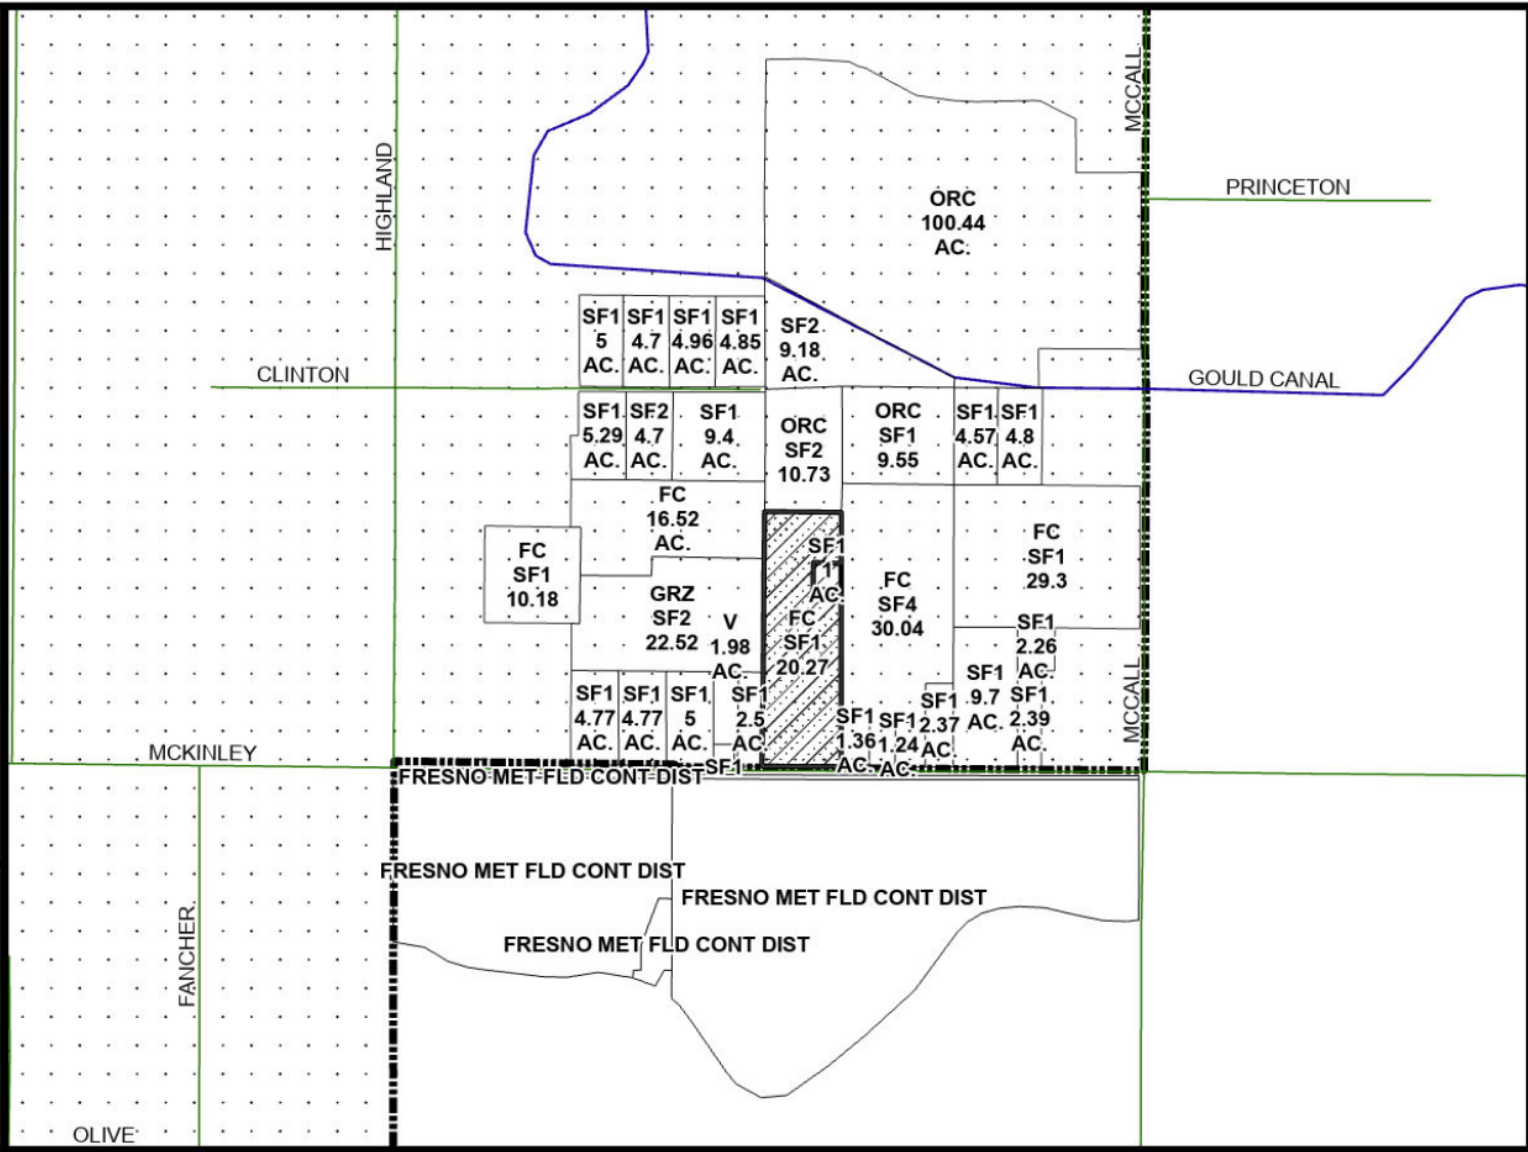 MCCALL
HIGHLAND
PRINCETON
ORC
100.44
AC.
SF1
5
AC.
SF1
4.7
AC.
SF1
4.96
AC.
SF1
4.85
AC.
SF2
9.18
AC.
CLINTON
GOULD CANAL
SF1
5.29
AC.
SF2
4.7
AC.
SF1
9.4
AC.
ORC
SF2
10.73
ORC
SF1
9.55
SF1
4.57
AC.
SF1
4.8
AC.
FC
16.52
AC.
FC
SF1
10.18
GRZ
SF2
22.52
V
1.98
AC.
SF1
1
AC.
FC
SF1
20.27
FC
SF4
30.04
FC
SF1
29.3
SF1
2.26
AC.
SF1
4.77
AC.
SF1
4.77
AC.
SF1
5
AC.
SF1
2.5
AC.
SF1
SF1
1.36
AC.
SF1
1.24
AC.
SF1
2.37
AC.
SF1
9.7
AC.
SF1
2.39
AC.
MCCALL
MCKINLEY
FRESNO MET FLD CONT DIST
FRESNO MET FLD CONT DIST
FRESNO MET FLD CONT DIST
FRESNO MET FLD CONT DIST
FANCHER
OLIVE